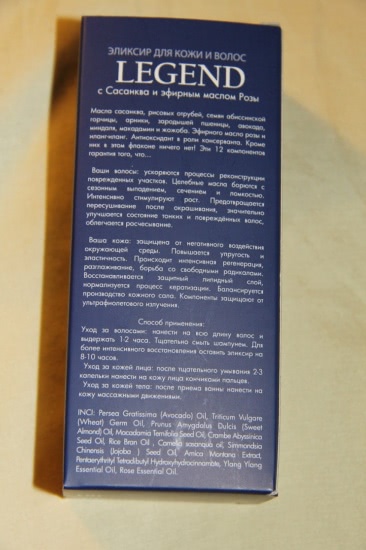 ЭЛИКСИР ДЛЯ КОЖИ И ВОЛОС
LEGEND
с Сасанква и эфирным маслом Розы
Масла сасанква, рисовых отрубей, семян абиссинской
горчицы, арники, зародышей пшеницы, авокадо,
миндаля, макадамии и жожоба. Эфирного масла розы и
иланг-иланг. Антиоксидант в роли консерванта. Кроме
них в этом флаконе ничего нет! Эти 12 компонентов
гарантия того, что...
Ваши волосы: ускоряются процессы реконструкции
поврежденных участков. Целебные масла борются с
сезонным выпадением, сечением и ломкостью.
Интенсивно стимулируют рост. Предотвращается
пересушивание после окрашивания, значительно
улучшается состояние тонких и повреждённых волос,
облегчается расчесывание.
Ваша кожа: защищена от негативного воздействия
окружающей среды. Повышается упругость и
эластичность. Происходит интенсивная регенерация,
разглаживание, борьба со свободными радикалами.
Восстанавливается защитный липидный слой,
нормализуется процесс кератизации. Балансируется
производство кожного сала. Компоненты защищают от
ультрафиолетового излучения.
Способ применения:
Уход за волосами: нанести на всю длину волос и
выдержать 1-2 часа. Тщательно смыть шампунем. Для
более интенсивного восстановления оставить эликсир на
8-10 часов.
Уход за кожей лица: после тщательного умывания 2-3
капельки нанести на кожу лица кончиками пальцев.
Уход за кожей тела: после приема ванны нанести на
кожу массажными движениями.
INCI: Persea Gratissima (Avocado) Oil, Triticum Vulgare
(Wheat) Germ Oil, Prunus Amygdalus Dulcis (Sweet
Almond) Oil, Macadamia Ternifolia Seed Oil, Crambe Abyssinica
Seed Oil, Rice Bran Oil , Camellia sasanqua oil, Simmondsia
Chinensis (Jojoba ) Seed Oil, Arnica Montana Extract,
Pentaerythrityl Tetradibutyl Hydroxyhydrocinnamate, Ylang Ylang
Essential Oil, Rose Essential Oil.